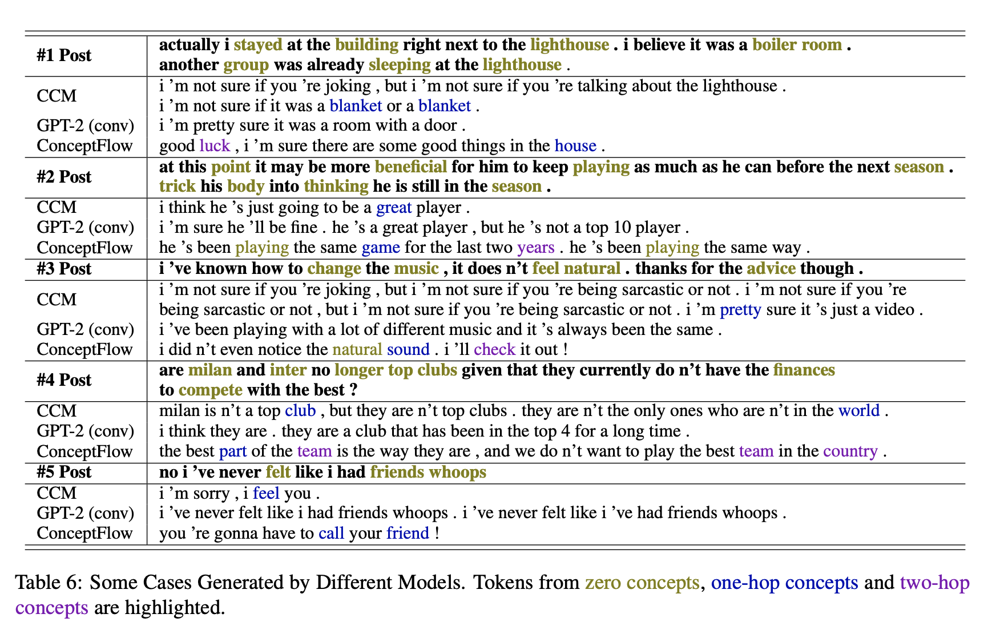 #1 Post actually i stayed at the building right next to the lighthouse . i believe it was a boiler room .
another group was already sleeping at the lighthouse .
CCM i ’m not sure if you ’re joking , but i ’m not sure if you ’re talking about the lighthouse .
i ’m not sure if it was a blanket or a blanket .
GPT-2 (conv) i ’m pretty sure it was a room with a door .
ConceptFlow good luck , i ’m sure there are some good things in the house .
#2 Post at this point it may be more beneficial for him to keep playing as much as he can before the next season .
trick his body into thinking he is still in the season .
CCM i think he ’s just going to be a great player .
GPT-2 (conv) i ’m sure he ’ll be fine . he ’s a great player , but he ’s not a top 10 player .
ConceptFlow he ’s been playing the same game for the last two years . he ’s been playing the same way .
#3 Post i ’ve known how to change the music , it does n’t feel natural . thanks for the advice though .
CCM i ’m not sure if you ’re joking , but i ’m not sure if you ’re being sarcastic or not . i ’m not sure if you ’re
being sarcastic or not , but i ’m not sure if you ’re being sarcastic or not . i ’m pretty sure it ’s just a video .
GPT-2 (conv) i ’ve been playing with a lot of different music and it ’s always been the same .
ConceptFlow i did n’t even notice the natural sound . i ’ll check it out !
#4 Post are milan and inter no longer top clubs given that they currently do n’t have the finances
to compete with the best ?
CCM milan is n’t a top club , but they are n’t top clubs . they are n’t the only ones who are n’t in the world .
GPT-2 (conv) i think they are . they are a club that has been in the top 4 for a long time .
ConceptFlow the best part of the team is the way they are , and we do n’t want to play the best team in the country .
#5 Post no i ’ve never felt like i had friends whoops
CCM i ’m sorry , i feel you .
GPT-2 (conv) i ’ve never felt like i had friends whoops . i ’ve never felt like i ’ve had friends whoops .
ConceptFlow you ’re gonna have to call your friend !
Table 6: Some Cases Generated by Different Models. Tokens from zero concepts, one-hop concepts and two-hop
concepts are highlighted.